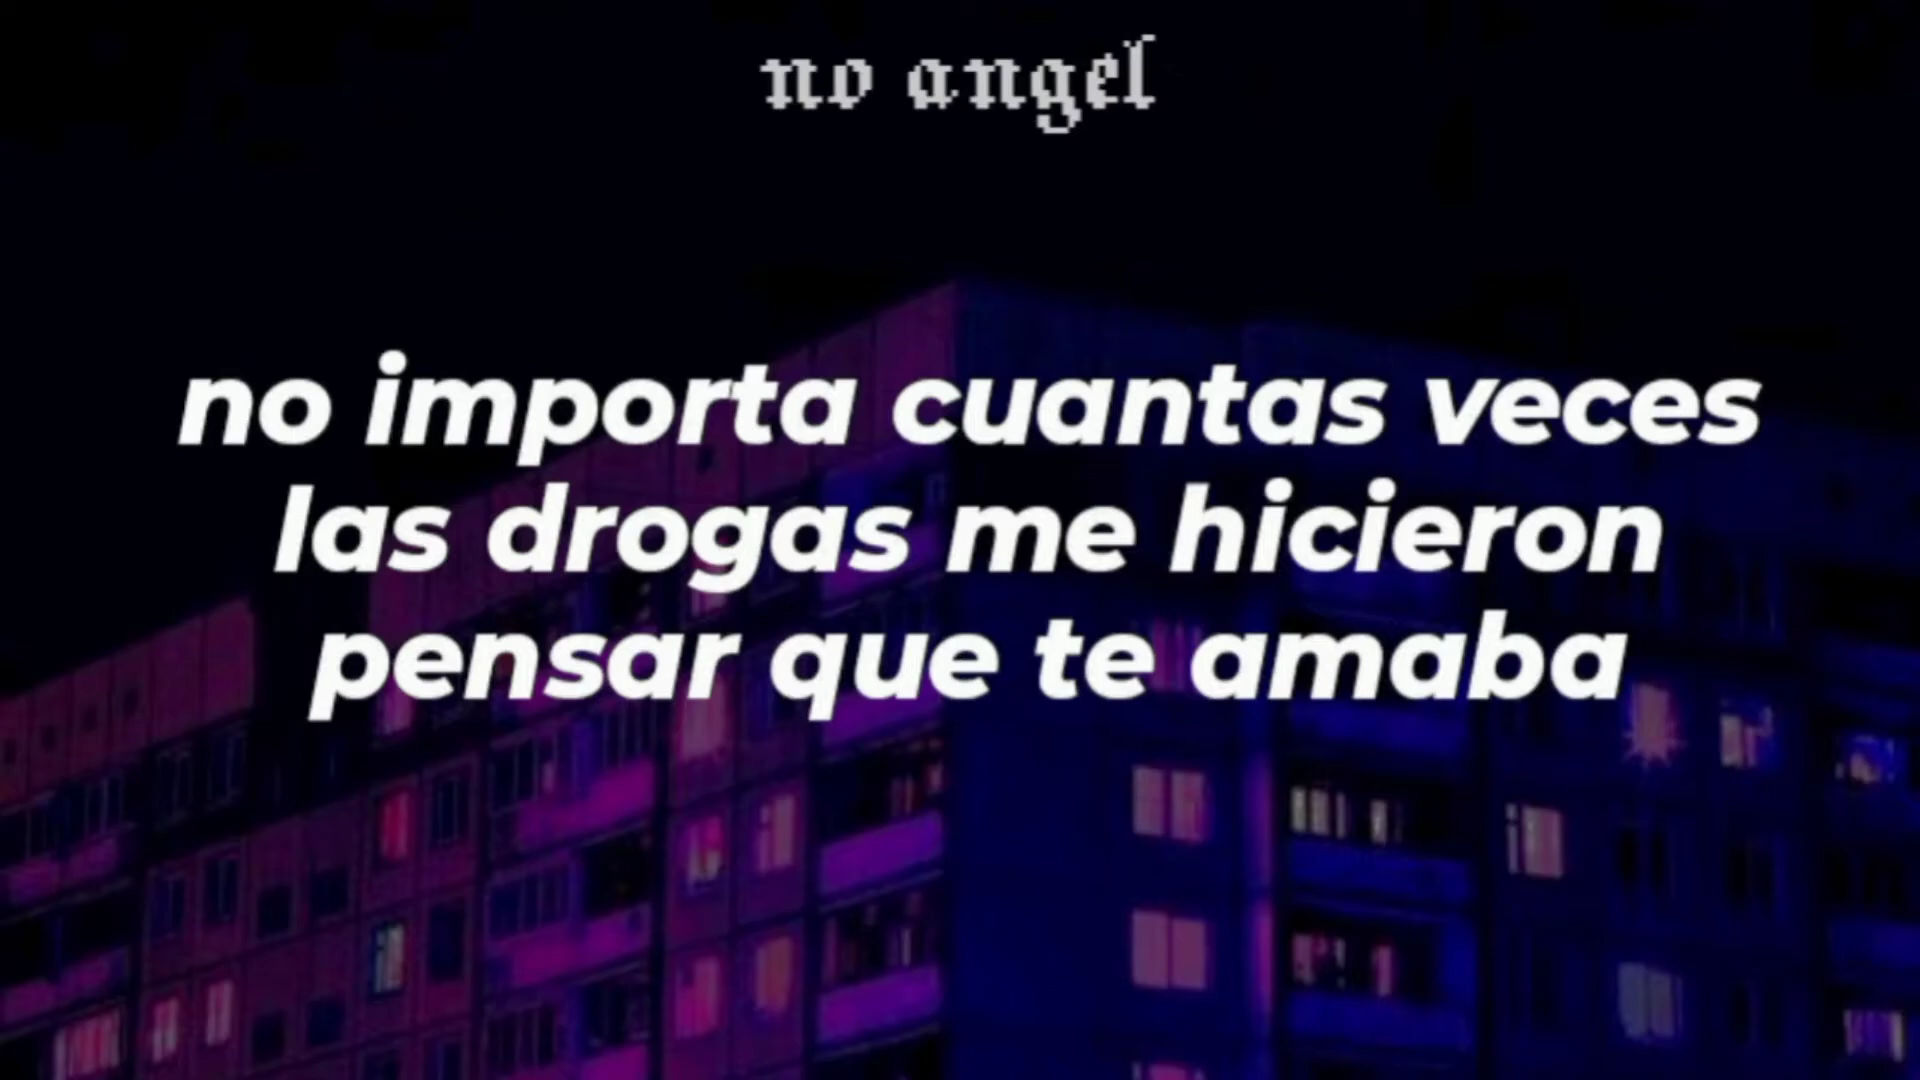 no angel
no importa cuantas veces
las drogas me hicieron
pensar que te amaba